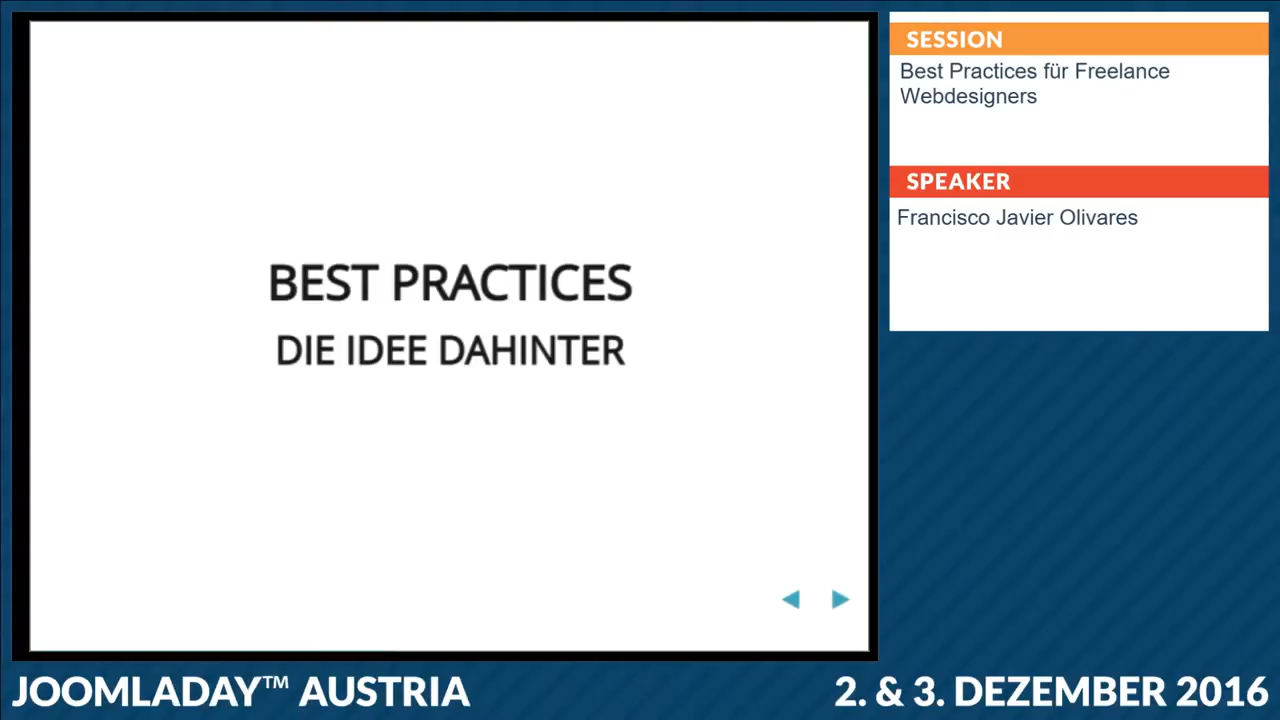 BEST PRACTICES
DIE IDEE DAHINTER
SESSION
Best Practices für Freelance
Webdesigners
SPEAKER
Francisco Javier Olivares
JOOMLADAY™ AUSTRIA
2. & 3. DEZEMBER 2016